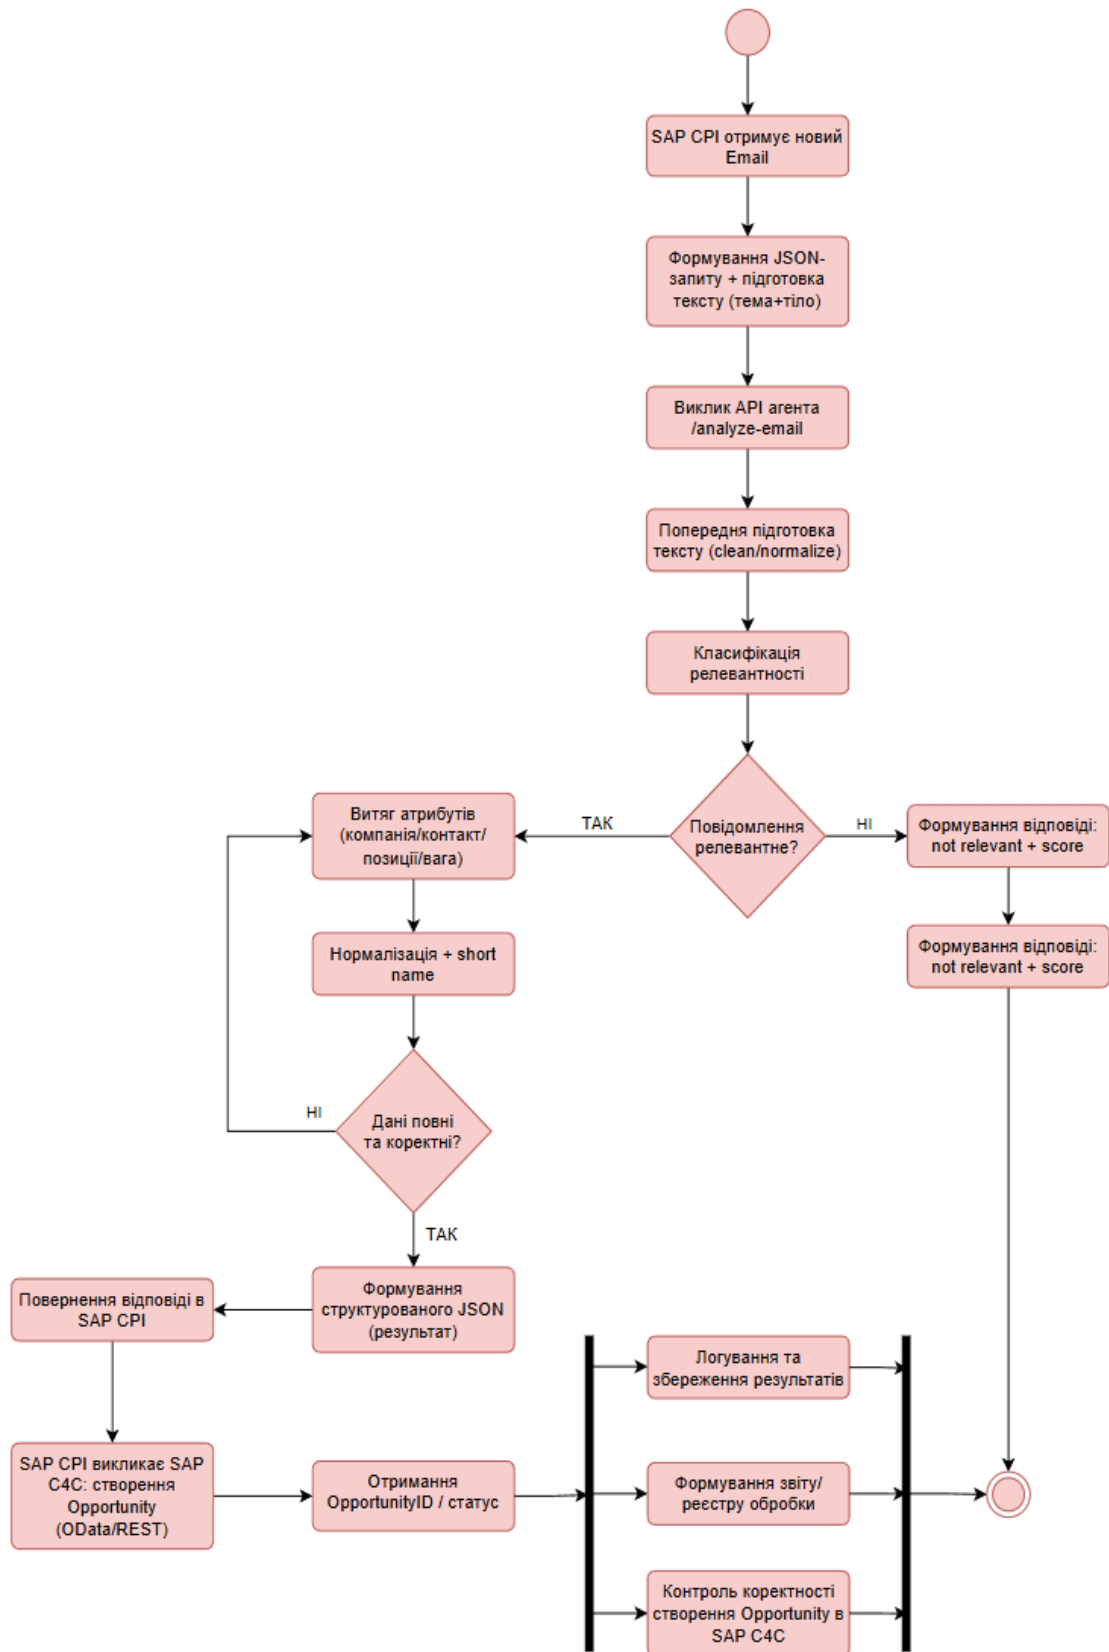 SAP CPI отримує новий
Email
Формування JSON-
запиту + підготовка
тексту (тема+тіло)
Виклик API агента
/analyze-email
Попередня підготовка
тексту (clean/normalize)
Класифікація
релевантності
Повідомлення
релевантне?
ТАК
НІ
Витяг атрибутів
(компанія/контакт/
позиції/вага)
Формування відповіді:
not relevant + score
Нормалізація + short
name
Формування відповіді:
not relevant + score
Дані повні
та коректні?
НІ
ТАК
Формування
структурованого JSON
(результат)
Повернення відповіді в
SAP CPI
SAP CPI викликає SAP
C4C: створення
Opportunity
(OData/REST)
Отримання
OpportunityID / статус
Логування та
збереження результатів
Формування звіту/
реєстру обробки
Контроль коректності
створення Opportunity в
SAP C4C